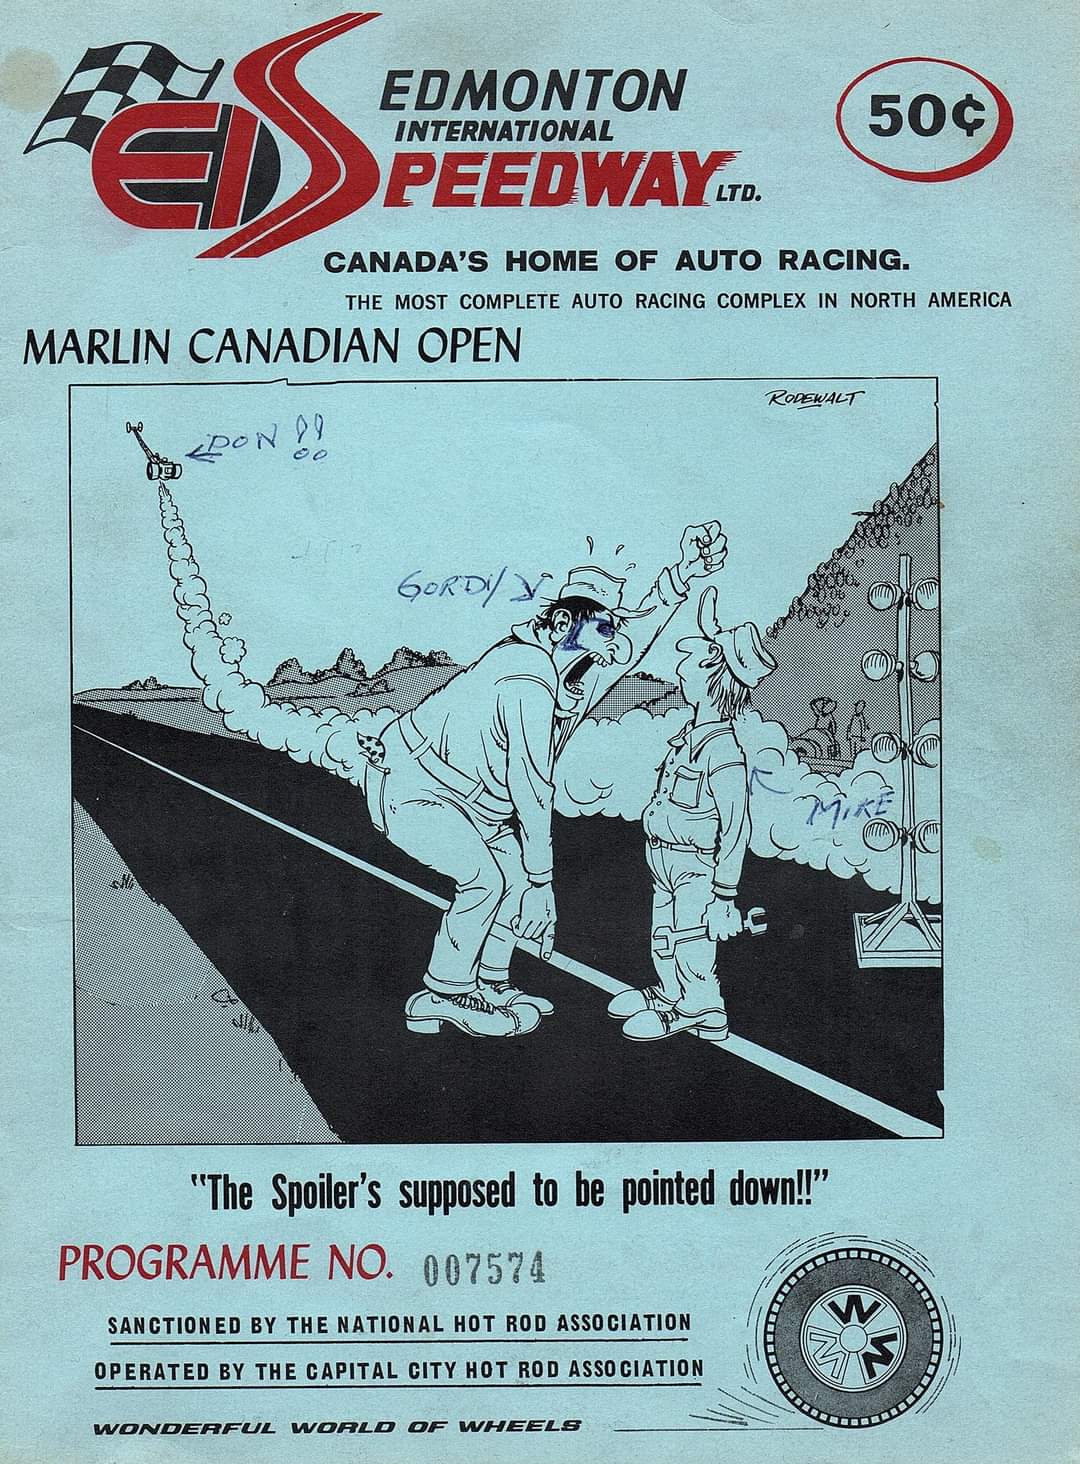 EIS
EDMONTON
INTERNATIONAL
SPEEDWAY LTD.
50¢
CANADA'S HOME OF AUTO RACING.
THE MOST COMPLETE AUTO RACING COMPLEX IN NORTH AMERICA
MARLIN CANADIAN OPEN
RODEWALT
DON !!
GORDY
MIKE
"The Spoiler's supposed to be pointed down!!"
PROGRAMME NO. 007574
SANCTIONED BY THE NATIONAL HOT ROD ASSOCIATION
OPERATED BY THE CAPITAL CITY HOT ROD ASSOCIATION
WONDERFUL WORLD OF WHEELS
W W W